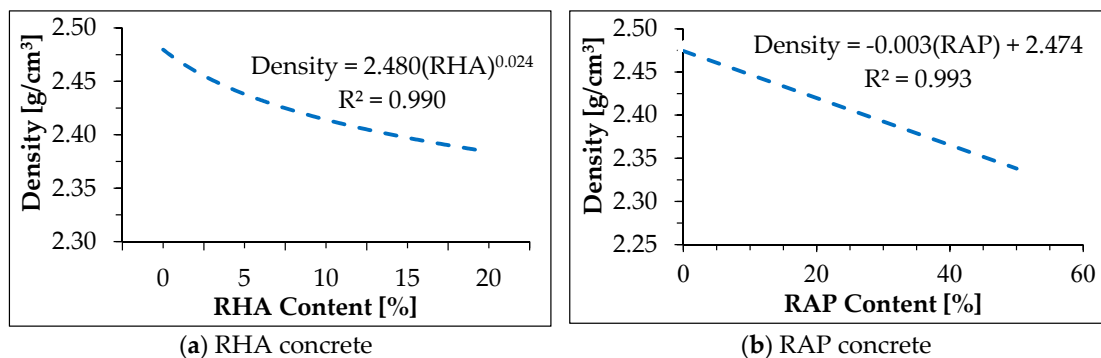 Density [g/cm³]
2.50
2.45
2.40
2.35
2.30
Density = 2.480(RHA)^0.024
R² = 0.990
0 5 10 15 20
RHA Content [%]
(a) RHA concrete
Density [g/cm³]
2.50
2.45
2.40
2.35
2.30
2.25
Density = -0.003(RAP) + 2.474
R² = 0.993
0 20 40 60
RAP Content [%]
(b) RAP concrete